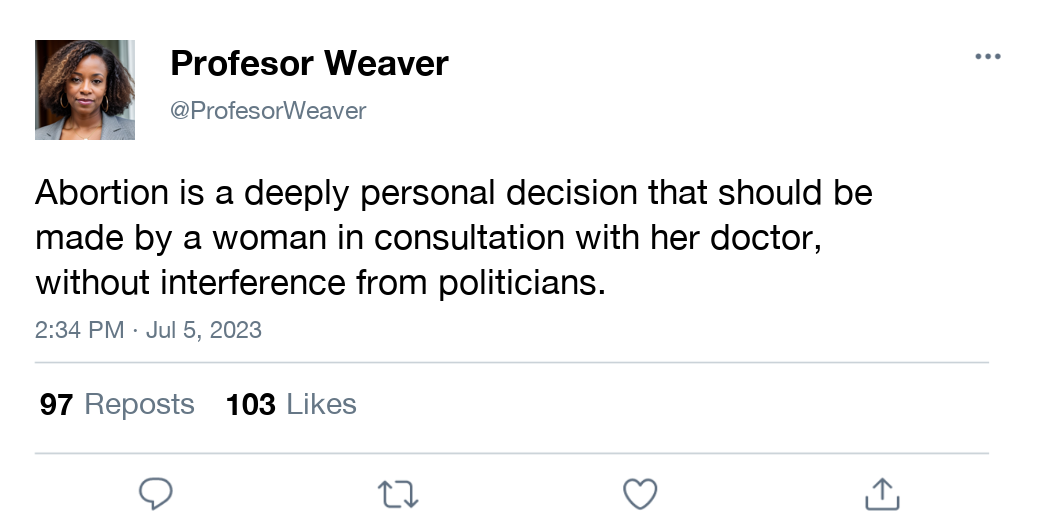 Profesor Weaver
@ProfesorWeaver
Abortion is a deeply personal decision that should be
made by a woman in consultation with her doctor,
without interference from politicians.
2:34 PM · Jul 5, 2023
97 Reposts 103 Likes